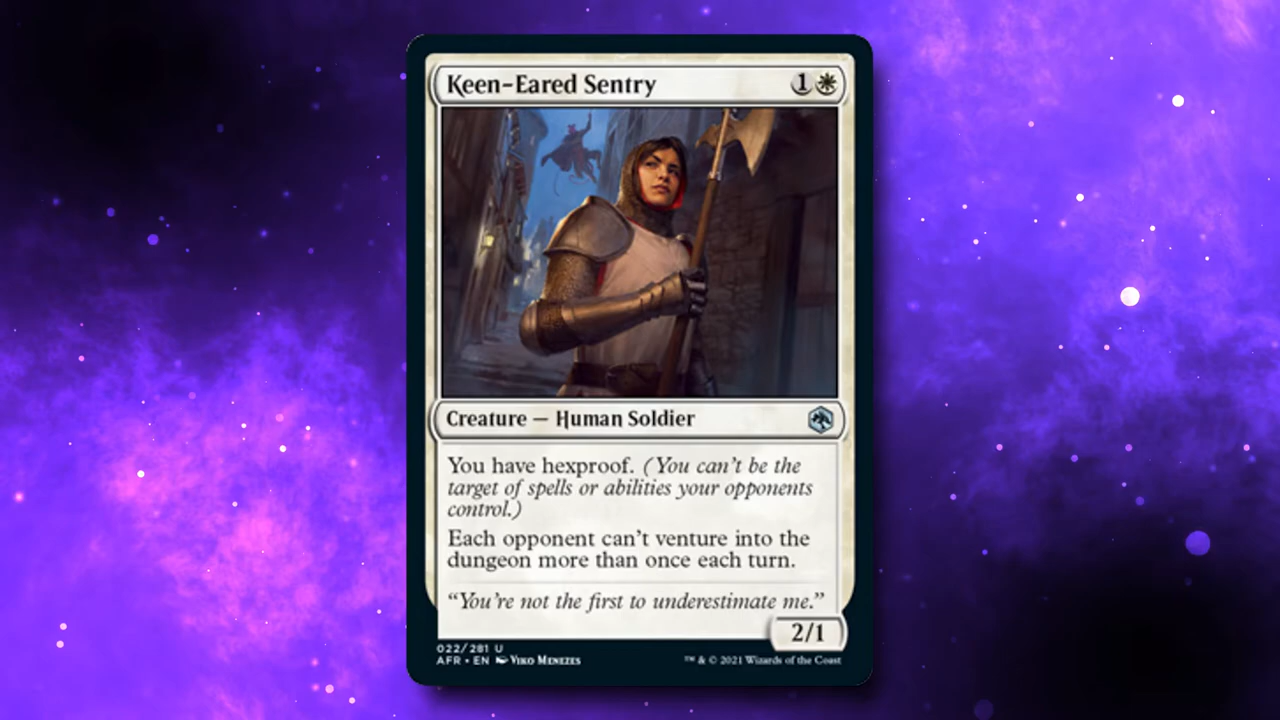 Keen-Eared Sentry 1
Creature — Human Soldier
You have hexproof. (You can't be the
target of spells or abilities your opponents
control.)
Each opponent can't venture into the
dungeon more than once each turn.
“You're not the first to underestimate me.”
2/1
022/281 U
AFR • EN Viko Menezes ™ & © 2021 Wizards of the Coast